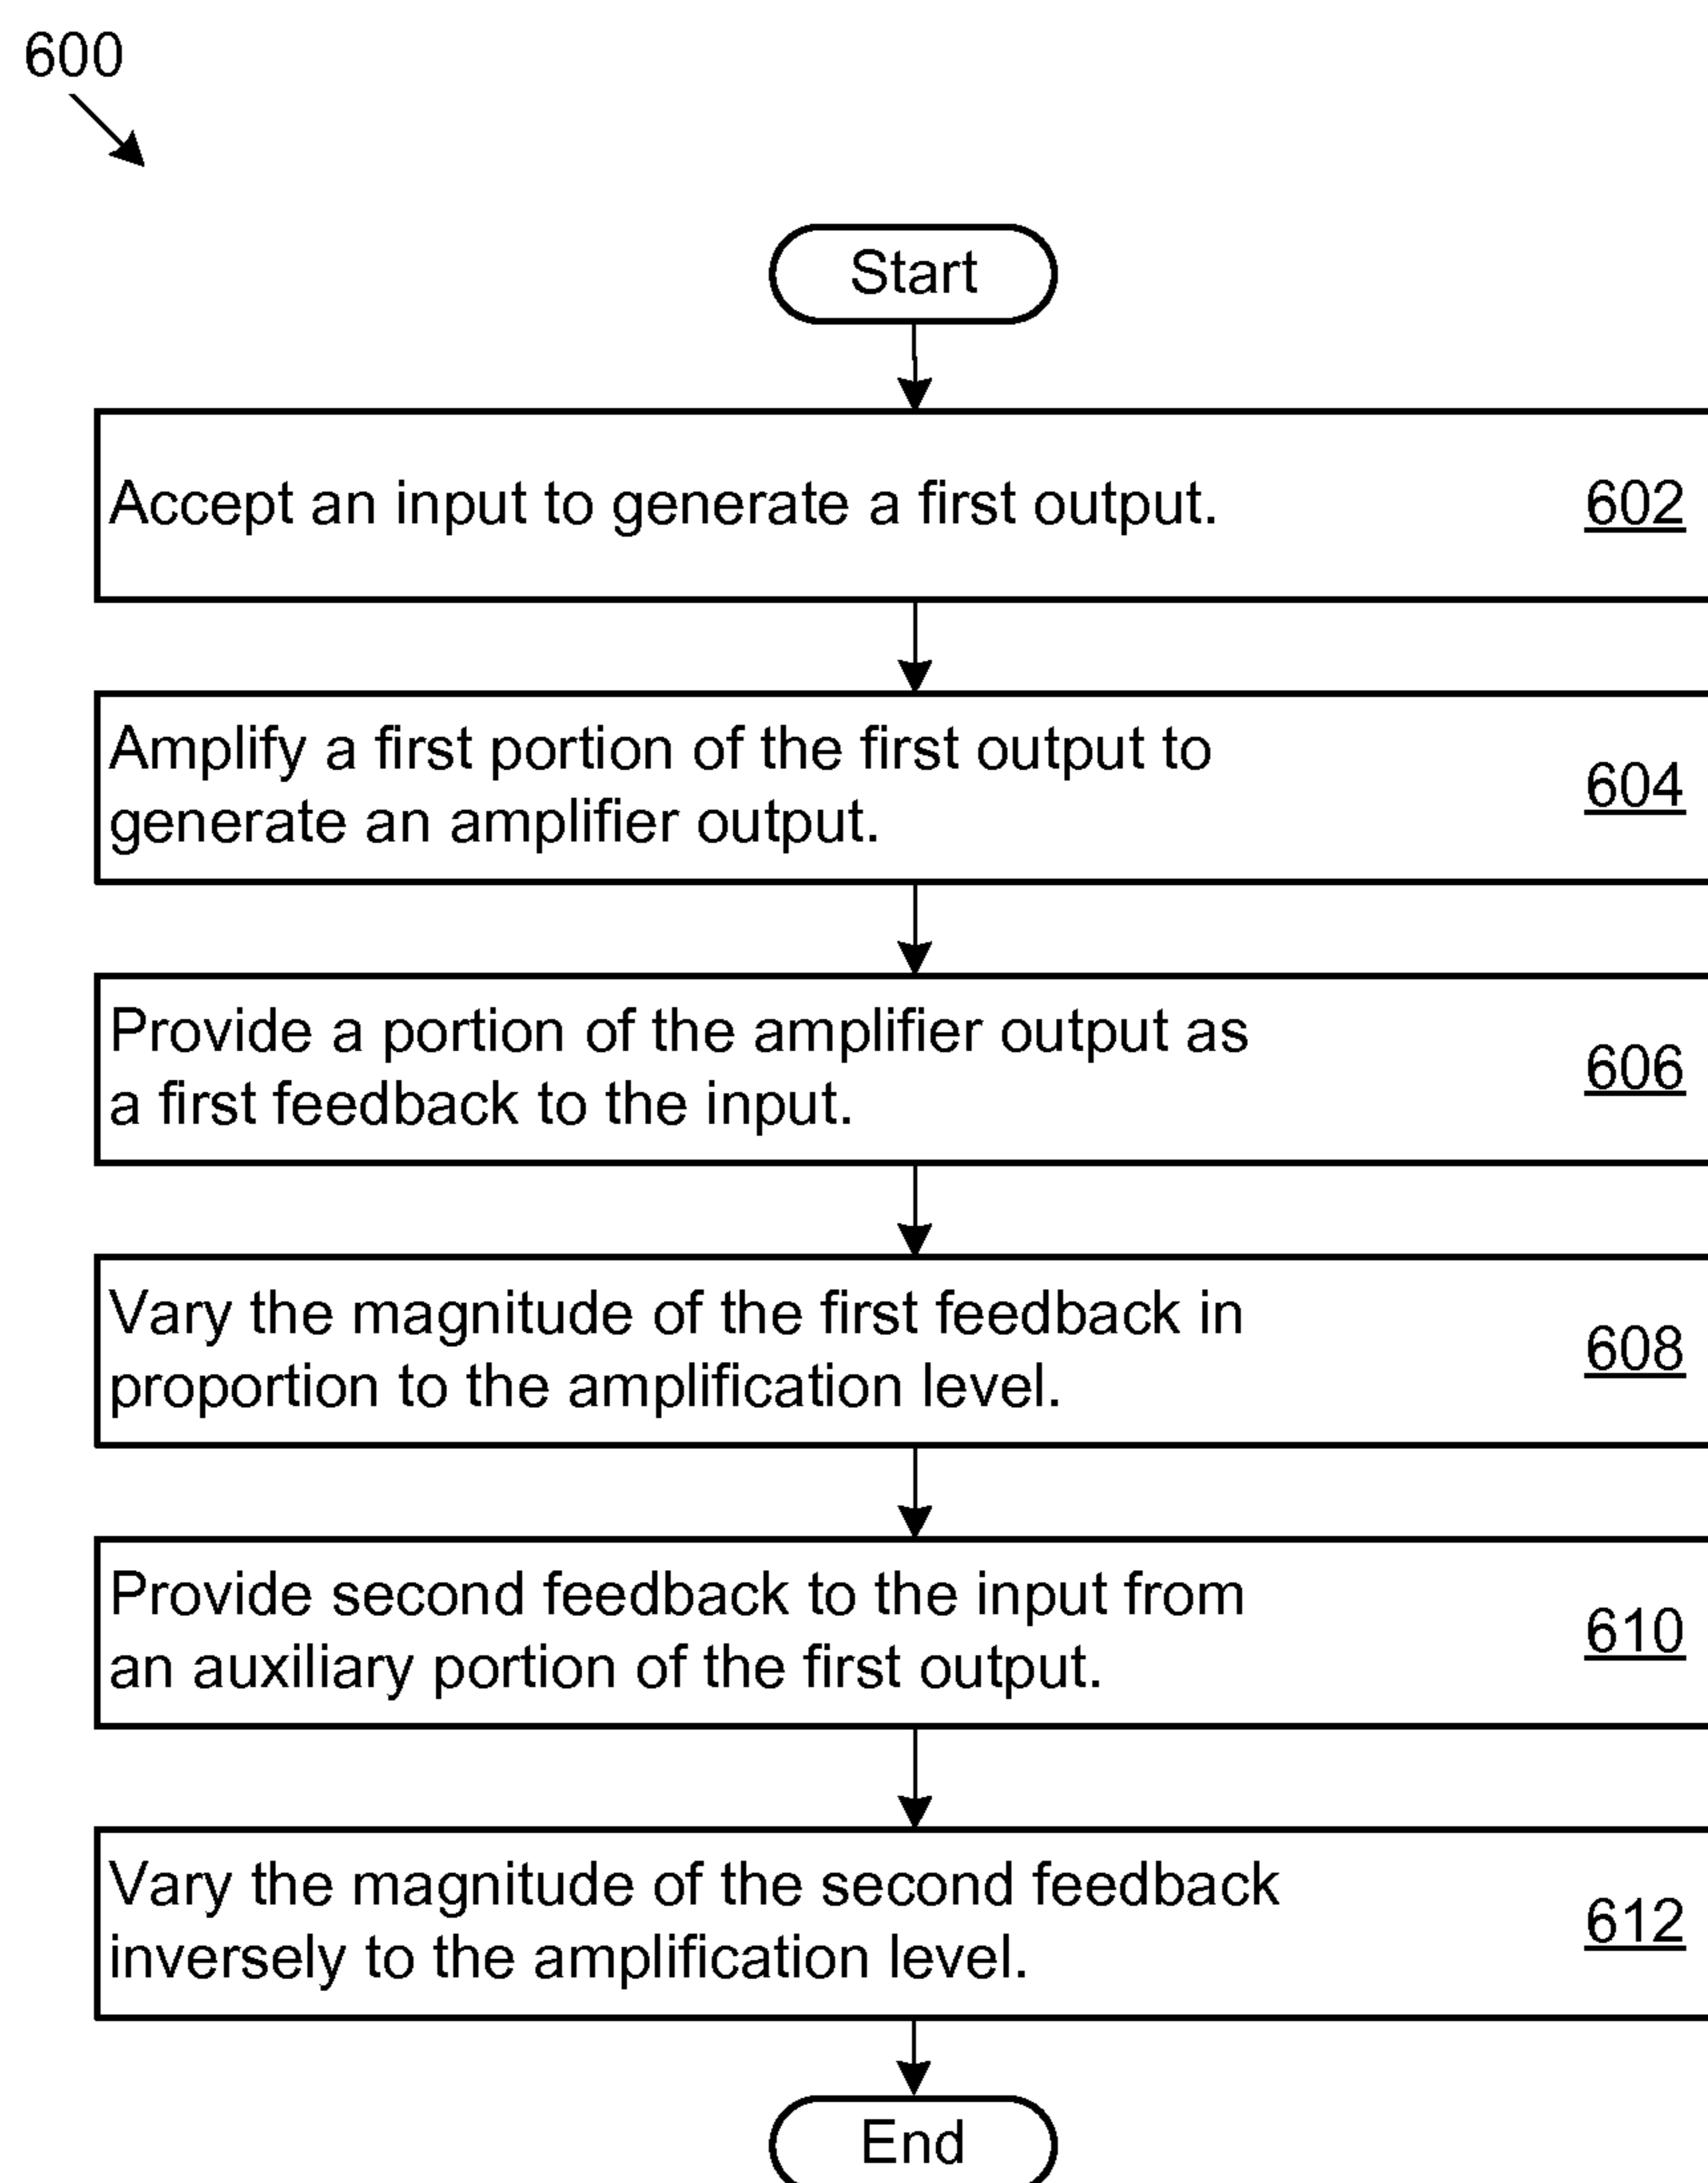 600
Start
Accept an input to generate a first output.
602
Amplify a first portion of the first output to
generate an amplifier output.
604
Provide a portion of the amplifier output as
a first feedback to the input.
606
Vary the magnitude of the first feedback in
proportion to the amplification level.
608
Provide second feedback to the input from
an auxiliary portion of the first output.
610
Vary the magnitude of the second feedback
inversely to the amplification level.
612
End